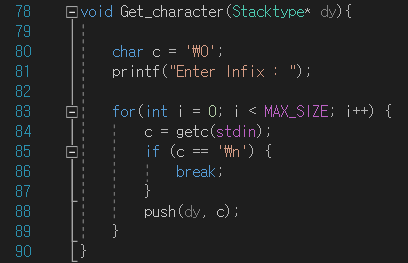 78 void Get_character(Stacktype* dy){
79
80 char c = '₩0';
81 printf("Enter Infix : ");
82
83 for(int i = 0; i < MAX_SIZE; i++) {
84 c = getc(stdin);
85 if (c == '₩n') {
86 break;
87 }
88 push(dy, c);
89 }
90 }